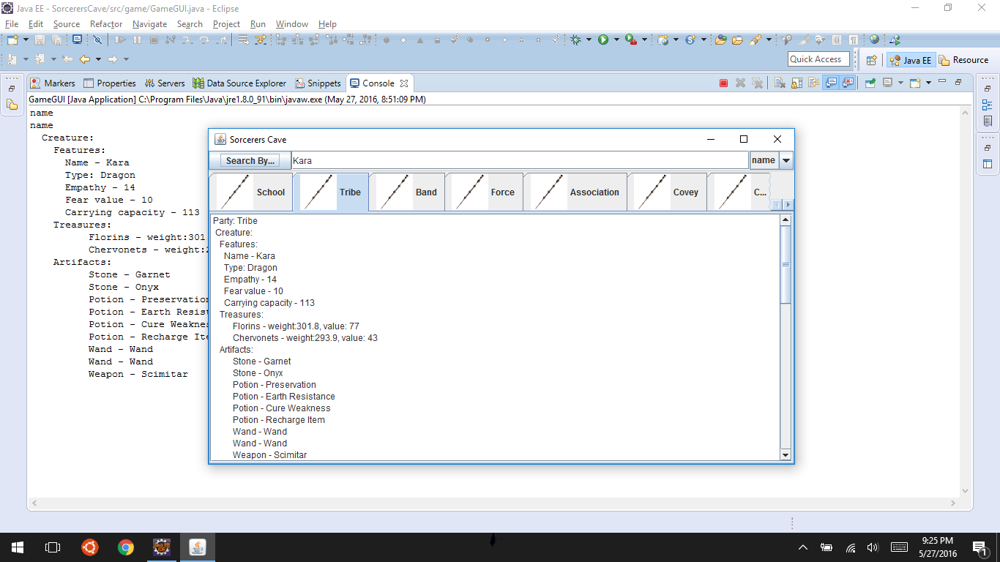 Java EE - SorcerersCave/src/game/GameGUI.java - Eclipse
File Edit Source Refactor Navigate Search Project Run Window Help
Quick Access Java EE Resource
Markers Properties Servers Data Source Explorer Snippets Console
GameGUI [Java Application] C:\Program Files\Java\jre1.8.0_91\bin\javaw.exe (May 27, 2016, 8:51:09 PM)
name
name
Creature:
Features:
Name - Kara
Type: Dragon
Empathy - 14
Fear value - 10
Carrying capacity - 113
Treasures:
Florins - weight:301
Chervonets - weight:
Artifacts:
Stone - Garnet
Stone - Onyx
Potion - Preservation
Potion - Earth Resist
Potion - Cure Weaknes
Potion - Recharge Ite
Wand - Wand
Wand - Wand
Weapon - Scimitar
Sorcerers Cave
Search By... Kara name
School Tribe Band Force Association Covey C...
Party: Tribe
Creature:
Features:
Name - Kara
Type: Dragon
Empathy - 14
Fear value - 10
Carrying capacity - 113
Treasures:
Florins - weight:301.8, value: 77
Chervonets - weight:293.9, value: 43
Artifacts:
Stone - Garnet
Stone - Onyx
Potion - Preservation
Potion - Earth Resistance
Potion - Cure Weakness
Potion - Recharge Item
Wand - Wand
Wand - Wand
Weapon - Scimitar
Java EE
IDE
9:25 PM
5/27/2016
1